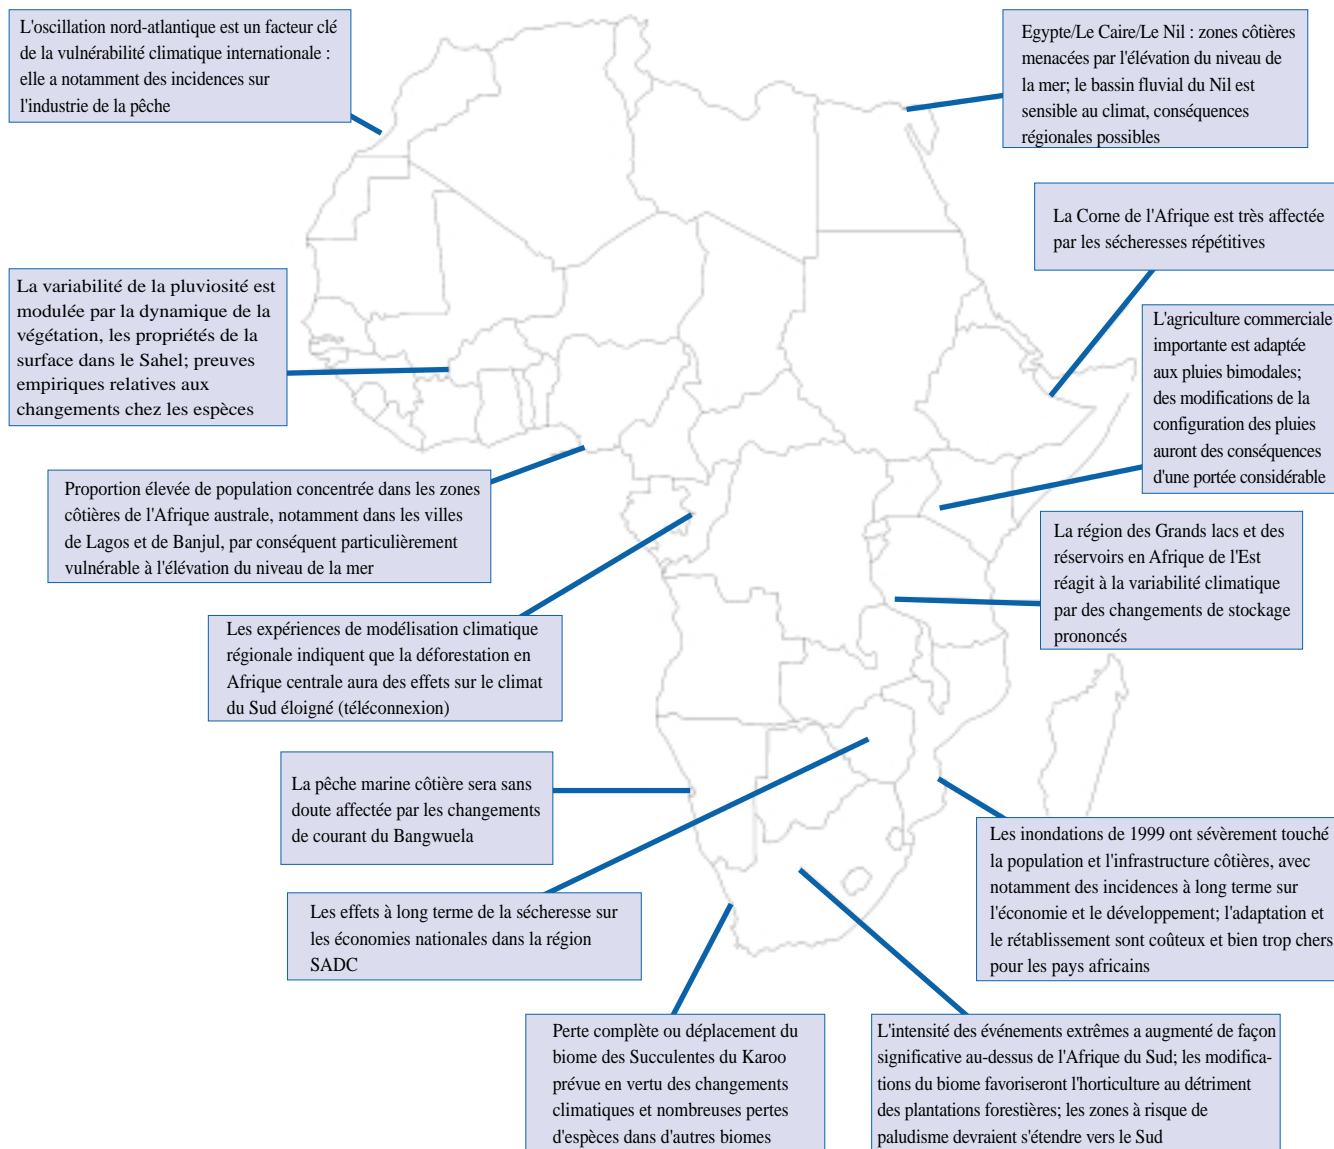 L'oscillation nord-atlantique est un facteur clé
de la vulnérabilité climatique internationale :
elle a notamment des incidences sur
l'industrie de la pêche
Egypte/Le Caire/Le Nil : zones côtières
menacées par l'élévation du niveau de
la mer; le bassin fluvial du Nil est
sensible au climat, conséquences
régionales possibles
La Corne de l'Afrique est très affectée
par les sécheresses répétitives
La variabilité de la pluviosité est
modulée par la dynamique de la
végétation, les propriétés de la
surface dans le Sahel; preuves
empiriques relatives aux
changements chez les espèces
L'agriculture commerciale
importante est adaptée
aux pluies bimodales;
des modifications de la
configuration des pluies
auront des conséquences
d'une portée considérable
Proportion élevée de population concentrée dans les zones
côtières de l'Afrique australe, notamment dans les villes
de Lagos et de Banjul, par conséquent particulièrement
vulnérable à l'élévation du niveau de la mer
La région des Grands lacs et des
réservoirs en Afrique de l'Est
réagit à la variabilité climatique
par des changements de stockage
prononcés
Les expériences de modélisation climatique
régionale indiquent que la déforestation en
Afrique centrale aura des effets sur le climat
du Sud éloigné (téléconnexion)
La pêche marine côtière sera sans
doute affectée par les changements
de courant du Bangwuela
Les inondations de 1999 ont sévèrement touché
la population et l'infrastructure côtières, avec
notamment des incidences à long terme sur
l'économie et le développement; l'adaptation et
le rétablissement sont coûteux et bien trop chers
pour les pays africains
Les effets à long terme de la sécheresse sur
les économies nationales dans la région
SADC
Perte complète ou déplacement du
biome des Succulentes du Karoo
prévue en vertu des changements
climatiques et nombreuses pertes
d'espèces dans d'autres biomes
L'intensité des événements extrêmes a augmenté de façon
significative au-dessus de l'Afrique du Sud; les modifica-
tions du biome favoriseront l'horticulture au détriment
des plantations forestières; les zones à risque de
paludisme devraient s'étendre vers le Sud